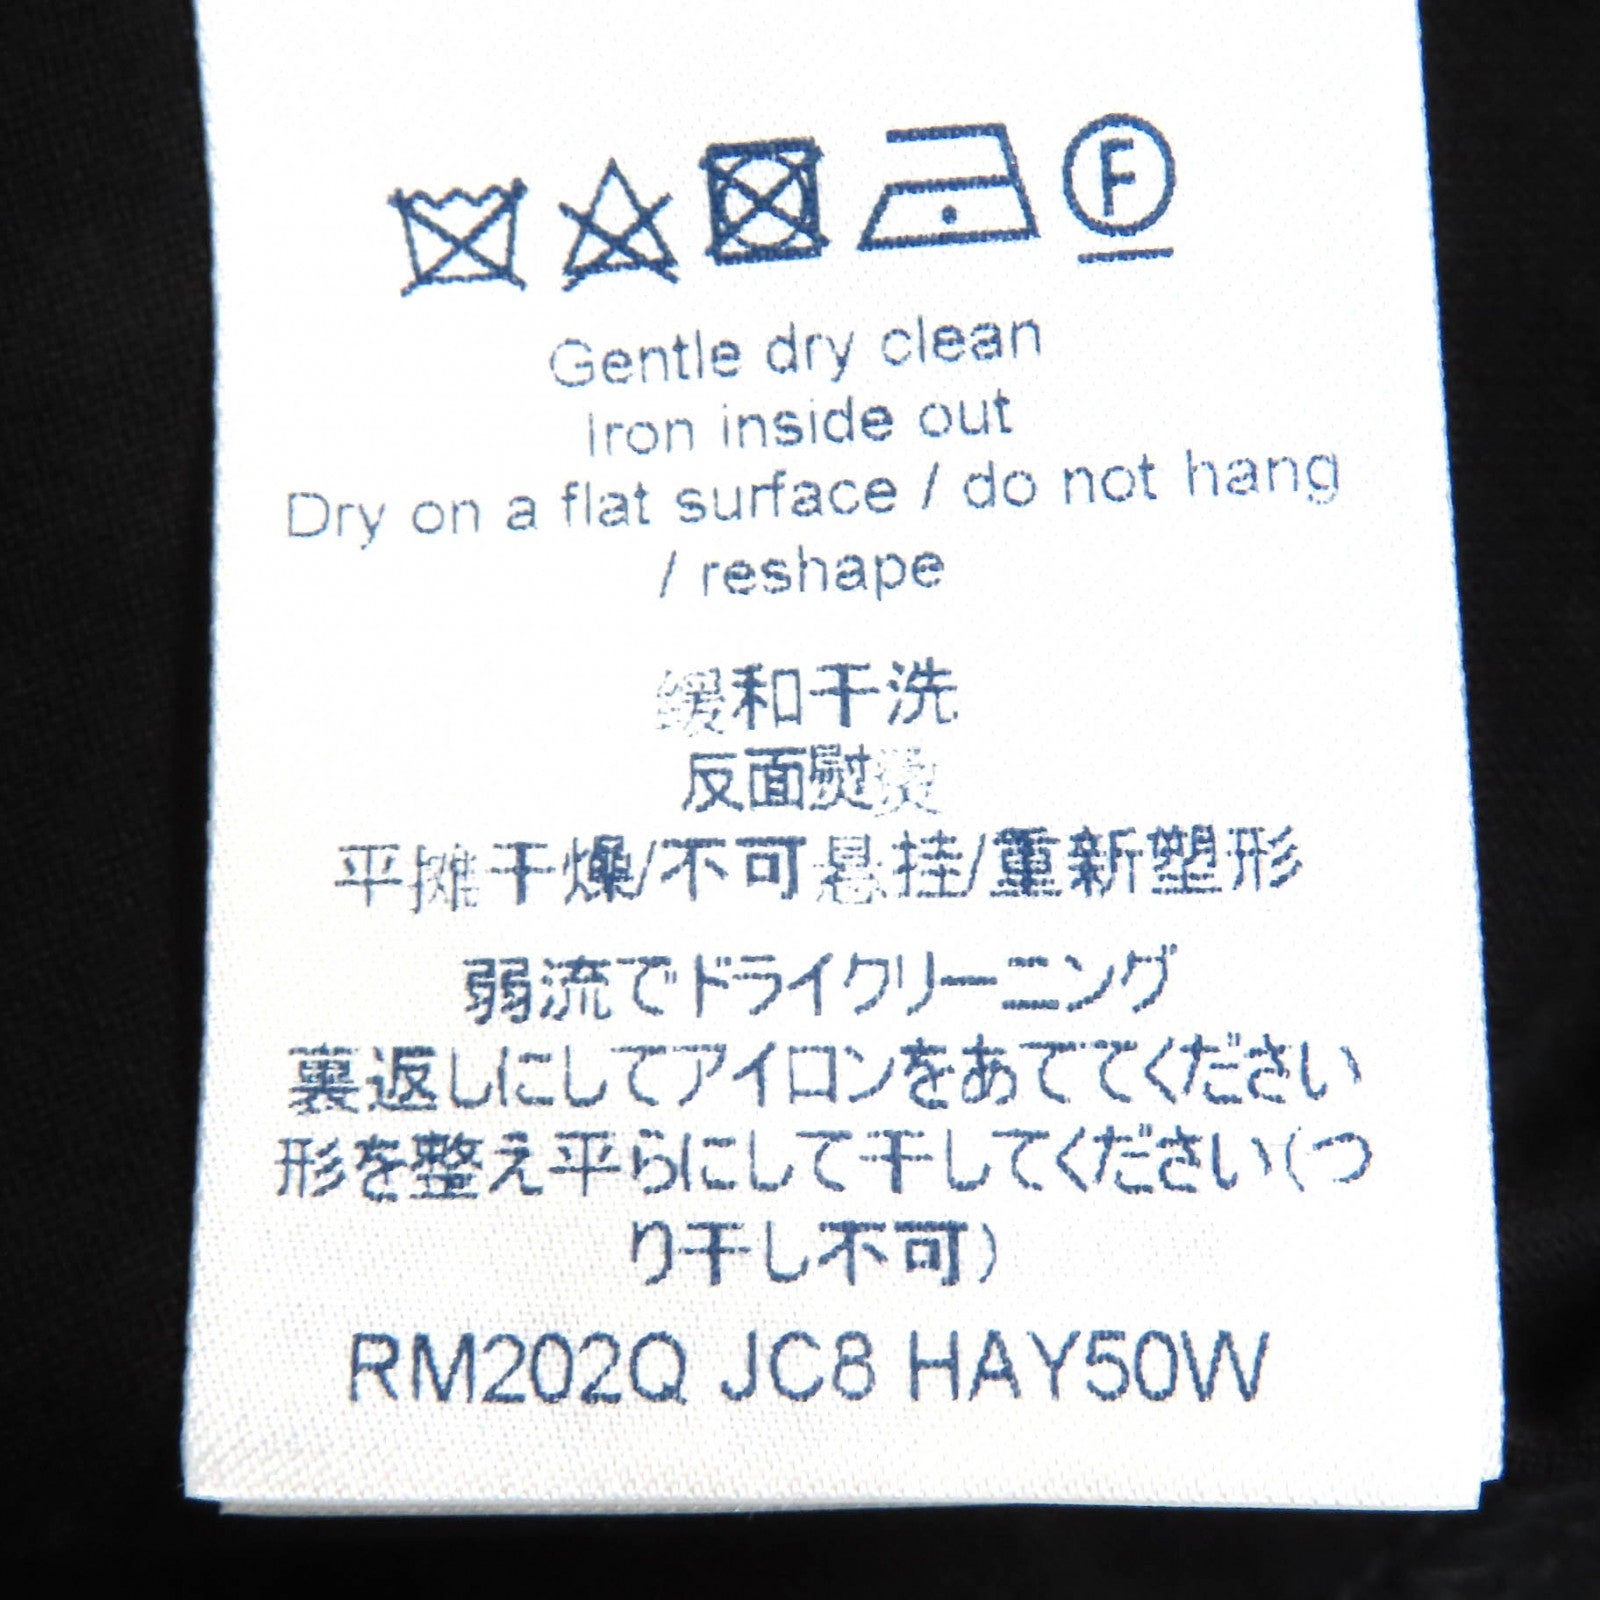 F
Gentle dry clean
Iron inside out
Dry on a flat surface / do not hang
/ reshape
缓和干洗
反面熨烫
平摊干燥/不可悬挂/重新塑形
弱流でドライクリーニング
裏返しにしてアイロンをあててください
形を整え平らにして干してください(つ
り干し不可)
RM202Q JC8 HAY50W